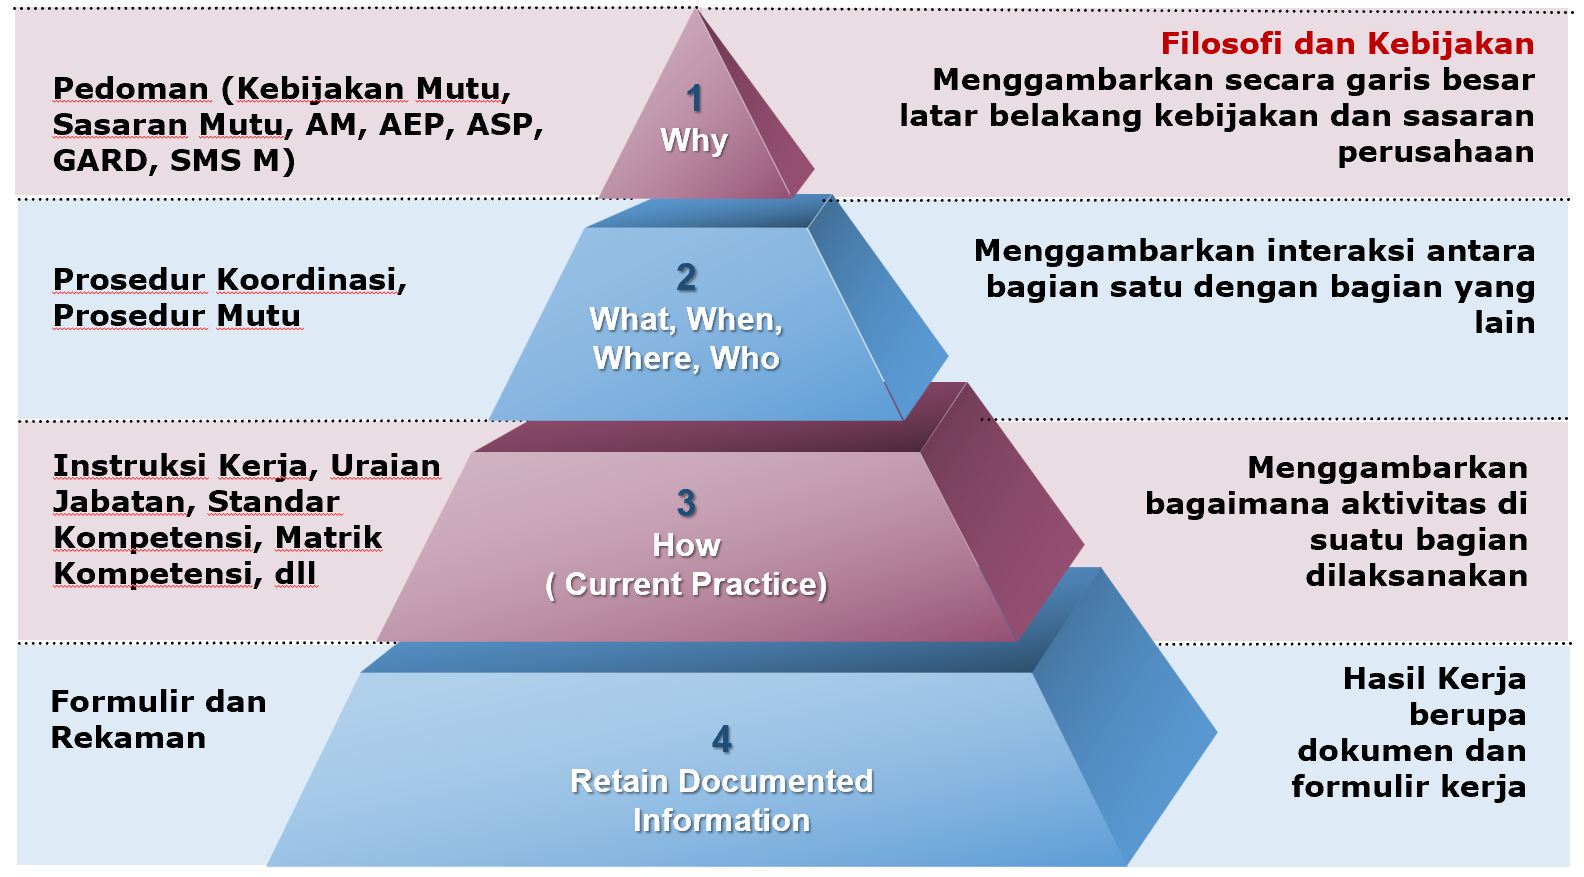 Pedoman (Kebijakan Mutu,
Sasaran Mutu, AM, AEP, ASP,
GARD, SMS M)
1
Why
Filosofi dan Kebijakan
Menggambarkan secara garis besar
latar belakang kebijakan dan sasaran
perusahaan
Prosedur Koordinasi,
Prosedur Mutu
2
What, When,
Where, Who
Menggambarkan interaksi antara
bagian satu dengan bagian yang
lain
Instruksi Kerja, Uraian
Jabatan, Standar
Kompetensi, Matrik
Kompetensi, dll
3
How
( Current Practice)
Menggambarkan
bagaimana aktivitas di
suatu bagian
dilaksanakan
Formulir dan
Rekaman
4
Retain Documented
Information
Hasil Kerja
berupa
dokumen dan
formulir kerja